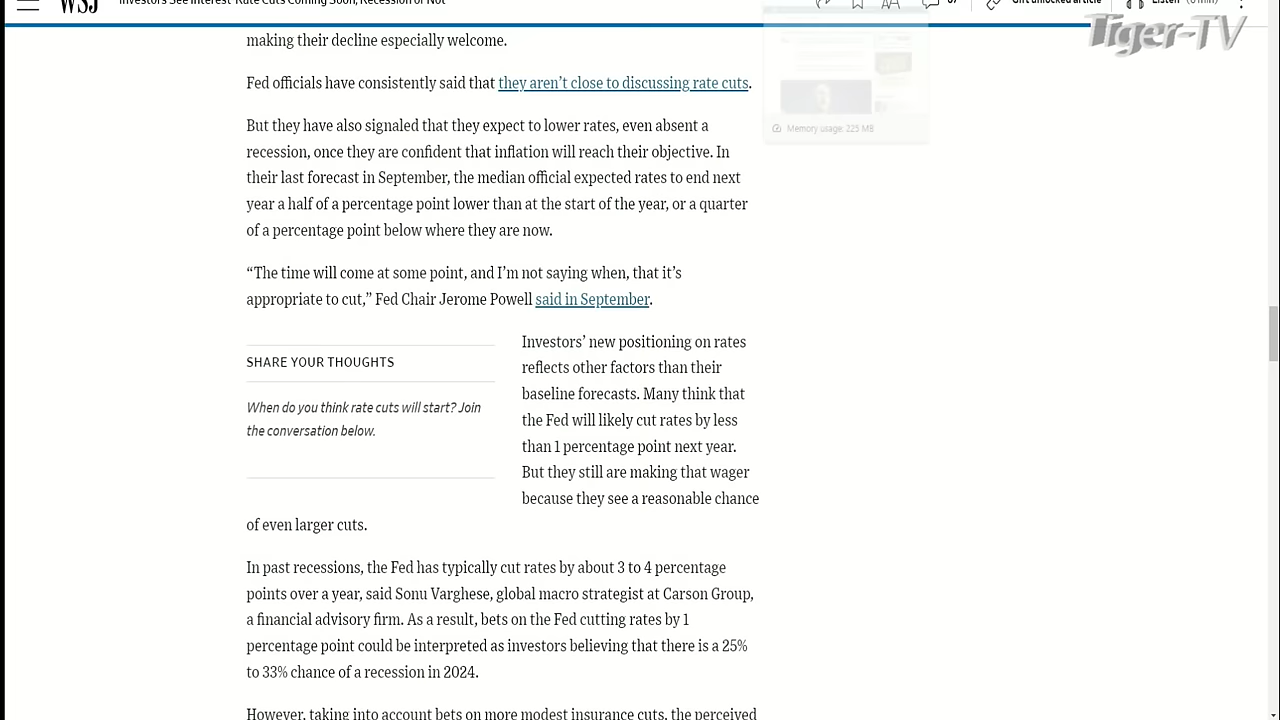 WSJ
Investors See Interest-Rate Cuts Coming Soon, Recession or Not
AA
Gift unlocked article
Listen
Tiger-TV
making their decline especially welcome.
Fed officials have consistently said that they aren’t close to discussing rate cuts.
Memory usage: 225 MB
But they have also signaled that they expect to lower rates, even absent a
recession, once they are confident that inflation will reach their objective. In
their last forecast in September, the median official expected rates to end next
year a half of a percentage point lower than at the start of the year, or a quarter
of a percentage point below where they are now.
“The time will come at some point, and I’m not saying when, that it’s
appropriate to cut,” Fed Chair Jerome Powell said in September.
SHARE YOUR THOUGHTS
When do you think rate cuts will start? Join
the conversation below.
Investors’ new positioning on rates
reflects other factors than their
baseline forecasts. Many think that
the Fed will likely cut rates by less
than 1 percentage point next year.
But they still are making that wager
because they see a reasonable chance
of even larger cuts.
In past recessions, the Fed has typically cut rates by about 3 to 4 percentage
points over a year, said Sonu Varghese, global macro strategist at Carson Group,
a financial advisory firm. As a result, bets on the Fed cutting rates by 1
percentage point could be interpreted as investors believing that there is a 25%
to 33% chance of a recession in 2024.
However, taking into account bets on more modest insurance cuts, the perceived